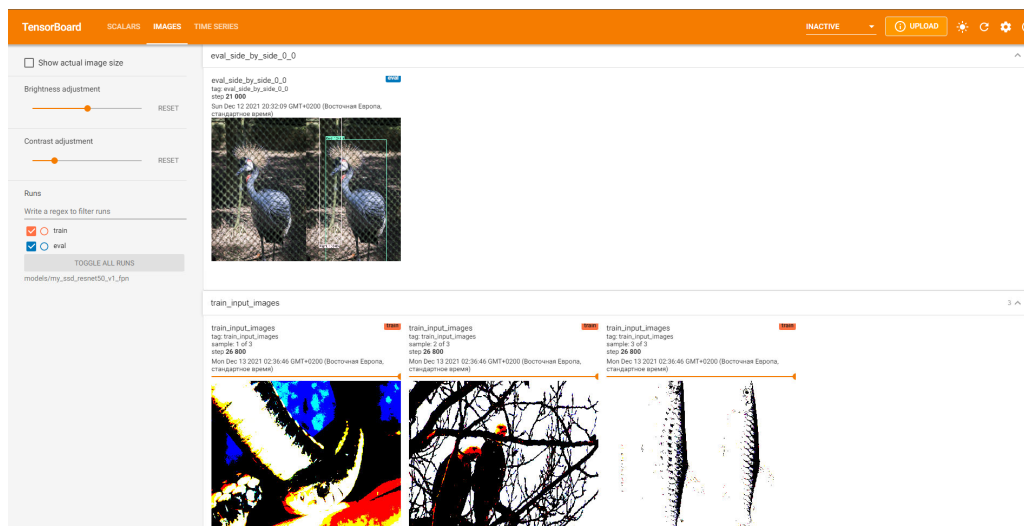 TensorBoard
SCALARS
IMAGES
TIME SERIES
INACTIVE
UPLOAD
Show actual image size
Brightness adjustment
RESET
Contrast adjustment
RESET
Runs
Write a regex to filter runs
train
eval
TOGGLE ALL RUNS
models/my_ssd_resnet50_v1_fpn
eval_side_by_side_0_0
eval_side_by_side_0_0
eval
tag: eval_side_by_side_0_0
step 21 000
Sun Dec 12 2021 20:32:09 GMT+0200 (Восточная Европа,
стандартное время)
train_input_images
3
train_input_images
train
tag: train_input_images
sample: 1 of 3
step 26 800
Mon Dec 13 2021 02:36:46 GMT+0200 (Восточная Европа,
стандартное время)
train_input_images
train
tag: train_input_images
sample: 2 of 3
step 26 800
Mon Dec 13 2021 02:36:46 GMT+0200 (Восточная Европа,
стандартное время)
train_input_images
train
tag: train_input_images
sample: 3 of 3
step 26 800
Mon Dec 13 2021 02:36:46 GMT+0200 (Восточная Европа,
стандартное время)